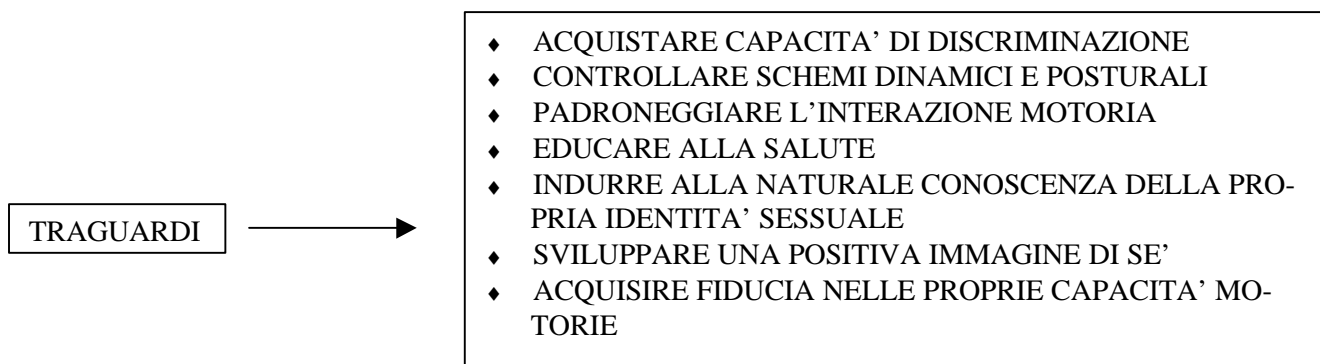 TRAGUARDI
♦ ACQUISTARE CAPACITA’ DI DISCRIMINAZIONE
♦ CONTROLLARE SCHEMI DINAMICI E POSTURALI
♦ PADRONEGGIARE L’INTERAZIONE MOTORIA
♦ EDUCARE ALLA SALUTE
♦ INDURRE ALLA NATURALE CONOSCENZA DELLA PRO-
PRIA IDENTITA’ SESSUALE
♦ SVILUPPARE UNA POSITIVA IMMAGINE DI SE’
♦ ACQUISIRE FIDUCIA NELLE PROPRIE CAPACITA’ MO-
TORIE